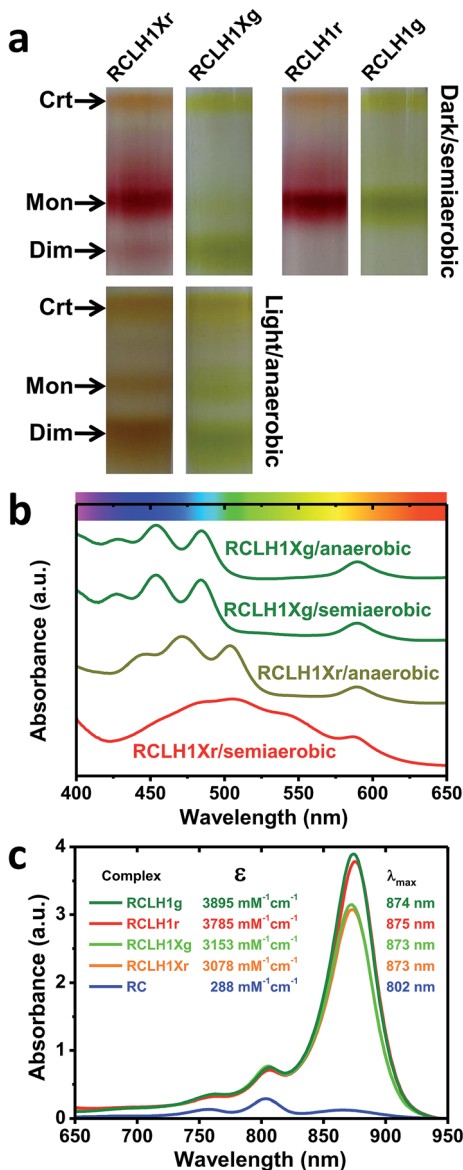 a
RCLH1Xr RCLH1Xg RCLH1r RCLH1g
Crt
Mon
Dim
Dark/semiaerobic
Crt
Mon
Dim
Light/anaerobic
b
RCLH1Xg/anaerobic
RCLH1Xg/semiaerobic
RCLH1Xr/anaerobic
RCLH1Xr/semiaerobic
Absorbance (a.u.)
400 450 500 550 600 650
Wavelength (nm)
c
Complex ε λmax
RCLH1g 3895 mM⁻¹cm⁻¹ 874 nm
RCLH1r 3785 mM⁻¹cm⁻¹ 875 nm
RCLH1Xg 3153 mM⁻¹cm⁻¹ 873 nm
RCLH1Xr 3078 mM⁻¹cm⁻¹ 873 nm
RC 288 mM⁻¹cm⁻¹ 802 nm
Absorbance (a.u.)
4
3
2
1
0
650 700 750 800 850 900 950
Wavelength (nm)